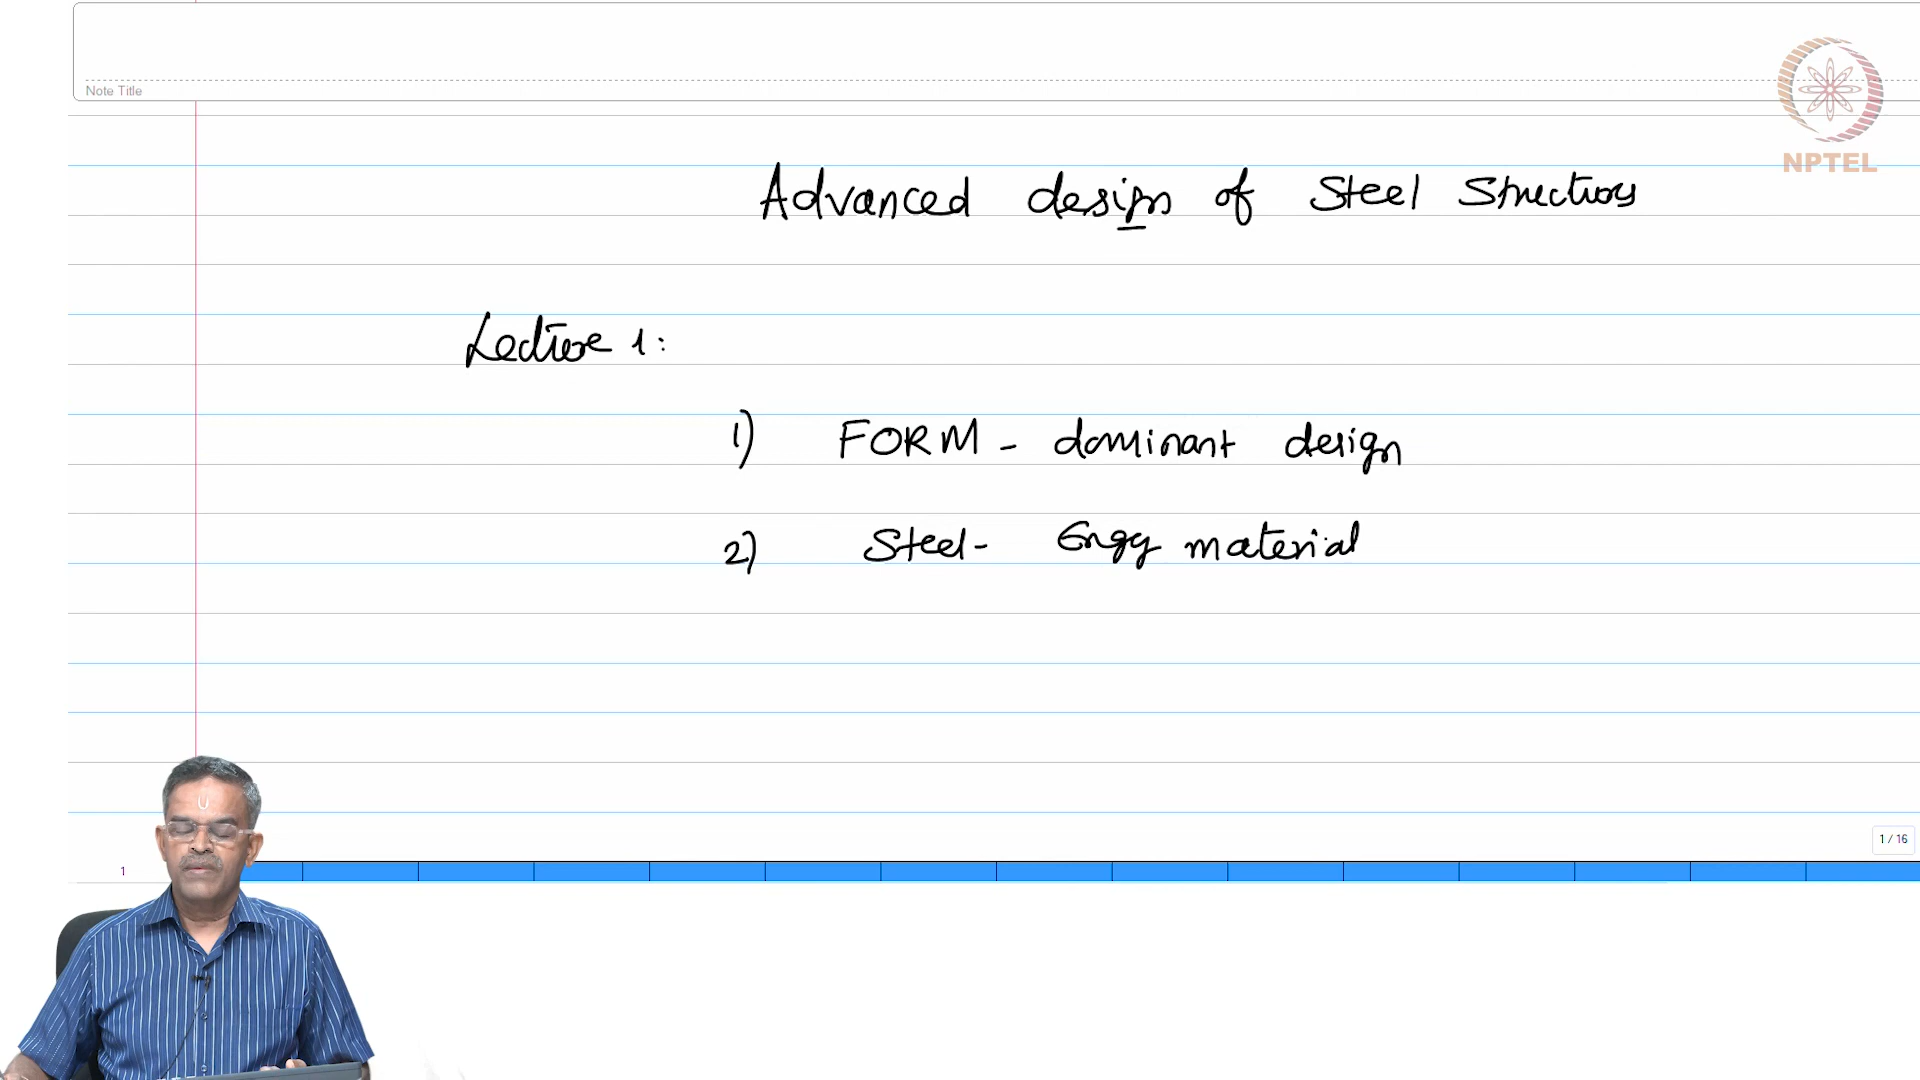 Note Title
NPTEL
Advanced design of Steel Structures
Lecture 1:
1) FORM - dominant design
2) Steel - Engg material
1 / 16
1